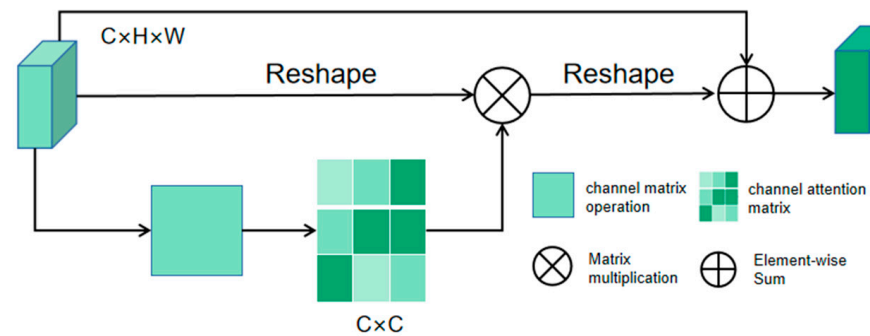 C×H×W
Reshape
Reshape
channel matrix
operation
channel attention
matrix
Matrix
multiplication
Element-wise
Sum
C×C